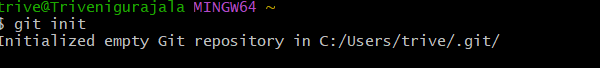 trive@Trivenigurajala MINGW64 ~
$ git init
Initialized empty Git repository in C:/Users/trive/.git/